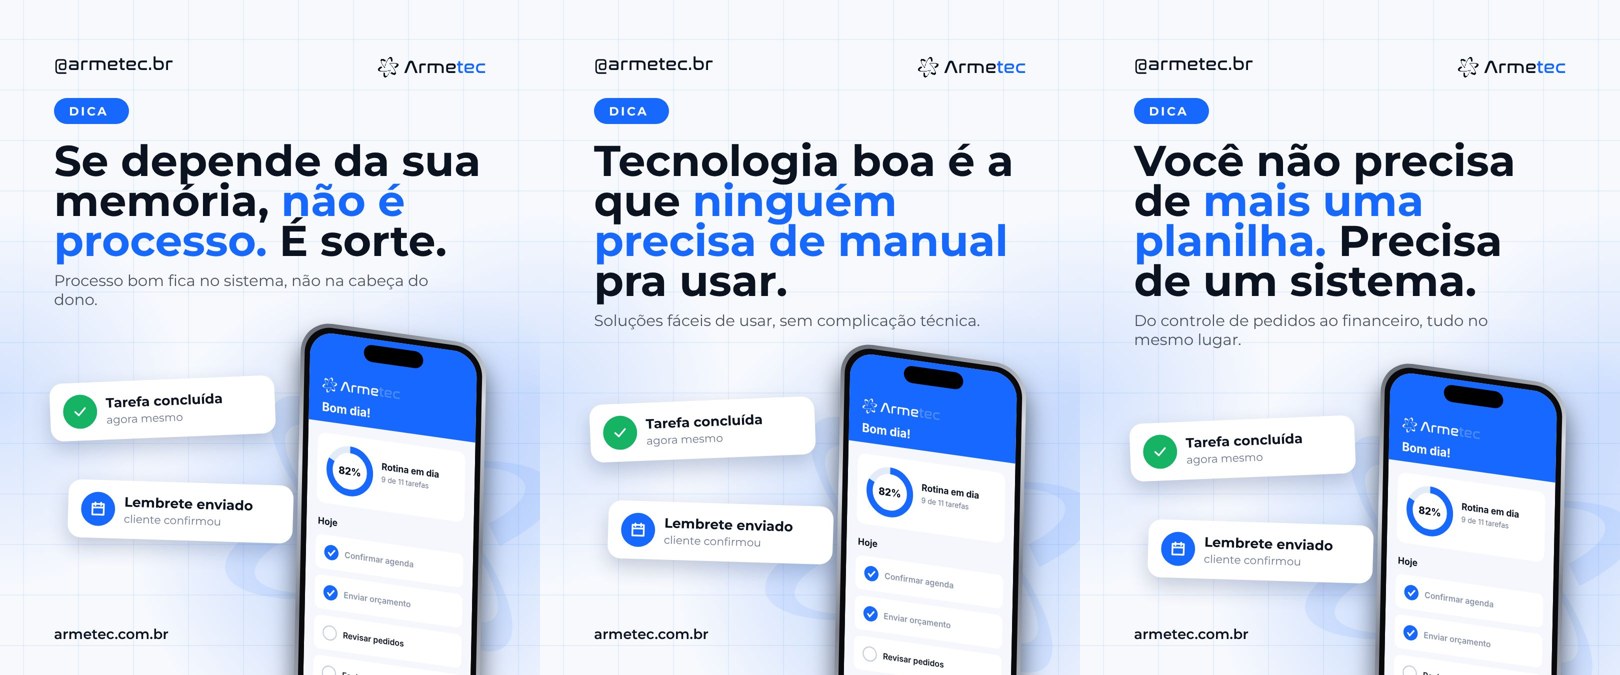 @armetec.br
Armetec
DICA
Se depende da sua
memória, não é
processo. É sorte.
Processo bom fica no sistema, não na cabeça do
dono.
Armetec
Bom dia!
Tarefa concluída
agora mesmo
82%
Rotina em dia
9 de 11 tarefas
Lembrete enviado
cliente confirmou
Hoje
Confirmar agenda
Enviar orçamento
Revisar pedidos
armetec.com.br
@armetec.br
Armetec
DICA
Tecnologia boa é a
que ninguém
precisa de manual
pra usar.
Soluções fáceis de usar, sem complicação técnica.
Armetec
Bom dia!
Tarefa concluída
agora mesmo
82%
Rotina em dia
9 de 11 tarefas
Lembrete enviado
cliente confirmou
Hoje
Confirmar agenda
Enviar orçamento
Revisar pedidos
armetec.com.br
@armetec.br
Armetec
DICA
Você não precisa
de mais uma
planilha. Precisa
de um sistema.
Do controle de pedidos ao financeiro, tudo no
mesmo lugar.
Armetec
Bom dia!
Tarefa concluída
agora mesmo
82%
Rotina em dia
9 de 11 tarefas
Lembrete enviado
cliente confirmou
Hoje
Confirmar agenda
Enviar orçamento
armetec.com.br